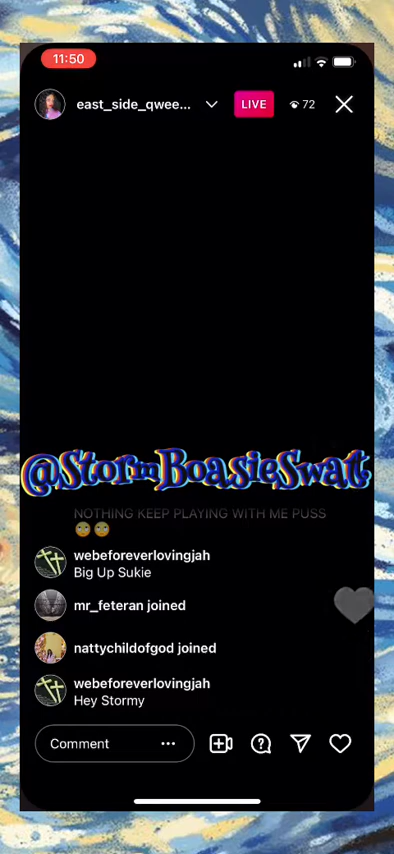 11:50
east_side_qwee...
LIVE
72
@StormBoasieSwat
NOTHING KEEP PLAYING WITH ME PUSS
🙄🙄
webeforeverlovingjah
Big Up Sukie
mr_feteran joined
nattychildofgod joined
webeforeverlovingjah
Hey Stormy
Comment